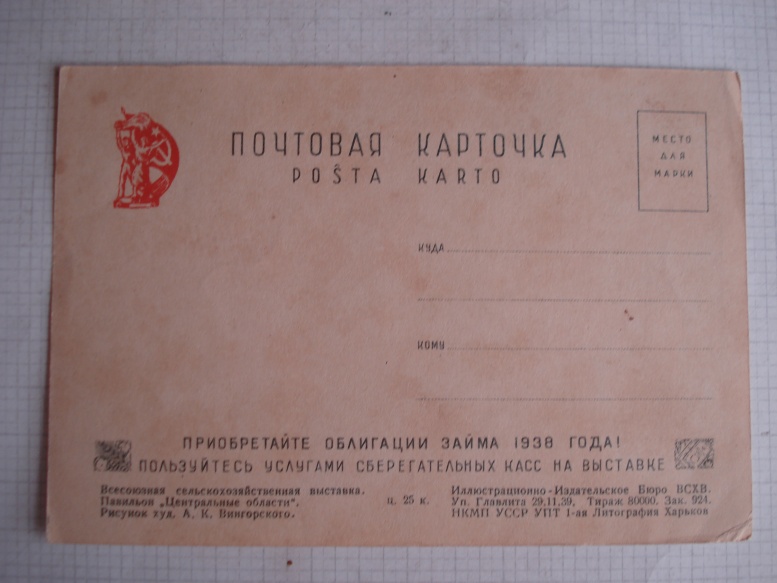 ПОЧТОВАЯ КАРТОЧКА
POŜTA KARTO
МЕСТО
ДЛЯ
МАРКИ
КУДА
КОМУ
ПРИОБРЕТАЙТЕ ОБЛИГАЦИИ ЗАЙМА 1938 ГОДА!
ПОЛЬЗУЙТЕСЬ УСЛУГАМИ СБЕРЕГАТЕЛЬНЫХ КАСС НА ВЫСТАВКЕ
Всесоюзная сельскохозяйственная выставка.
Павильон „Центральные области".
Рисунок худ. А. К. Вингорского.
ц. 25 к.
Иллюстрационно-Издательское Бюро ВСХВ.
Уп. Главлита 29.11.39. Тираж 80000. Зак. 924.
НКМП УССР УПТ 1-ая Литография Харьков